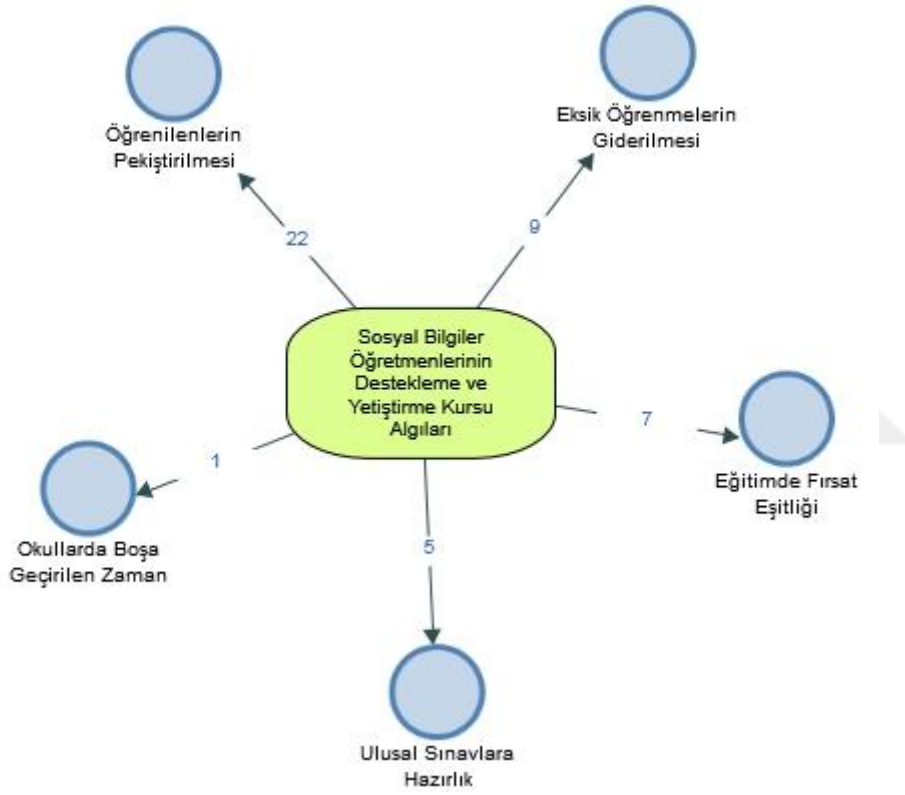 Öğrenilenlerin
Pekiştirilmesi
Eksik Öğrenmelerin
Giderilmesi
22
9
Sosyal Bilgiler
Öğretmenlerinin
Destekleme ve
Yetiştirme Kursu
Algıları
7
Eğitimde Fırsat
Eşitliği
1
Okullarda Boşa
Geçirilen Zaman
5
Ulusal Sınavlara
Hazırlık